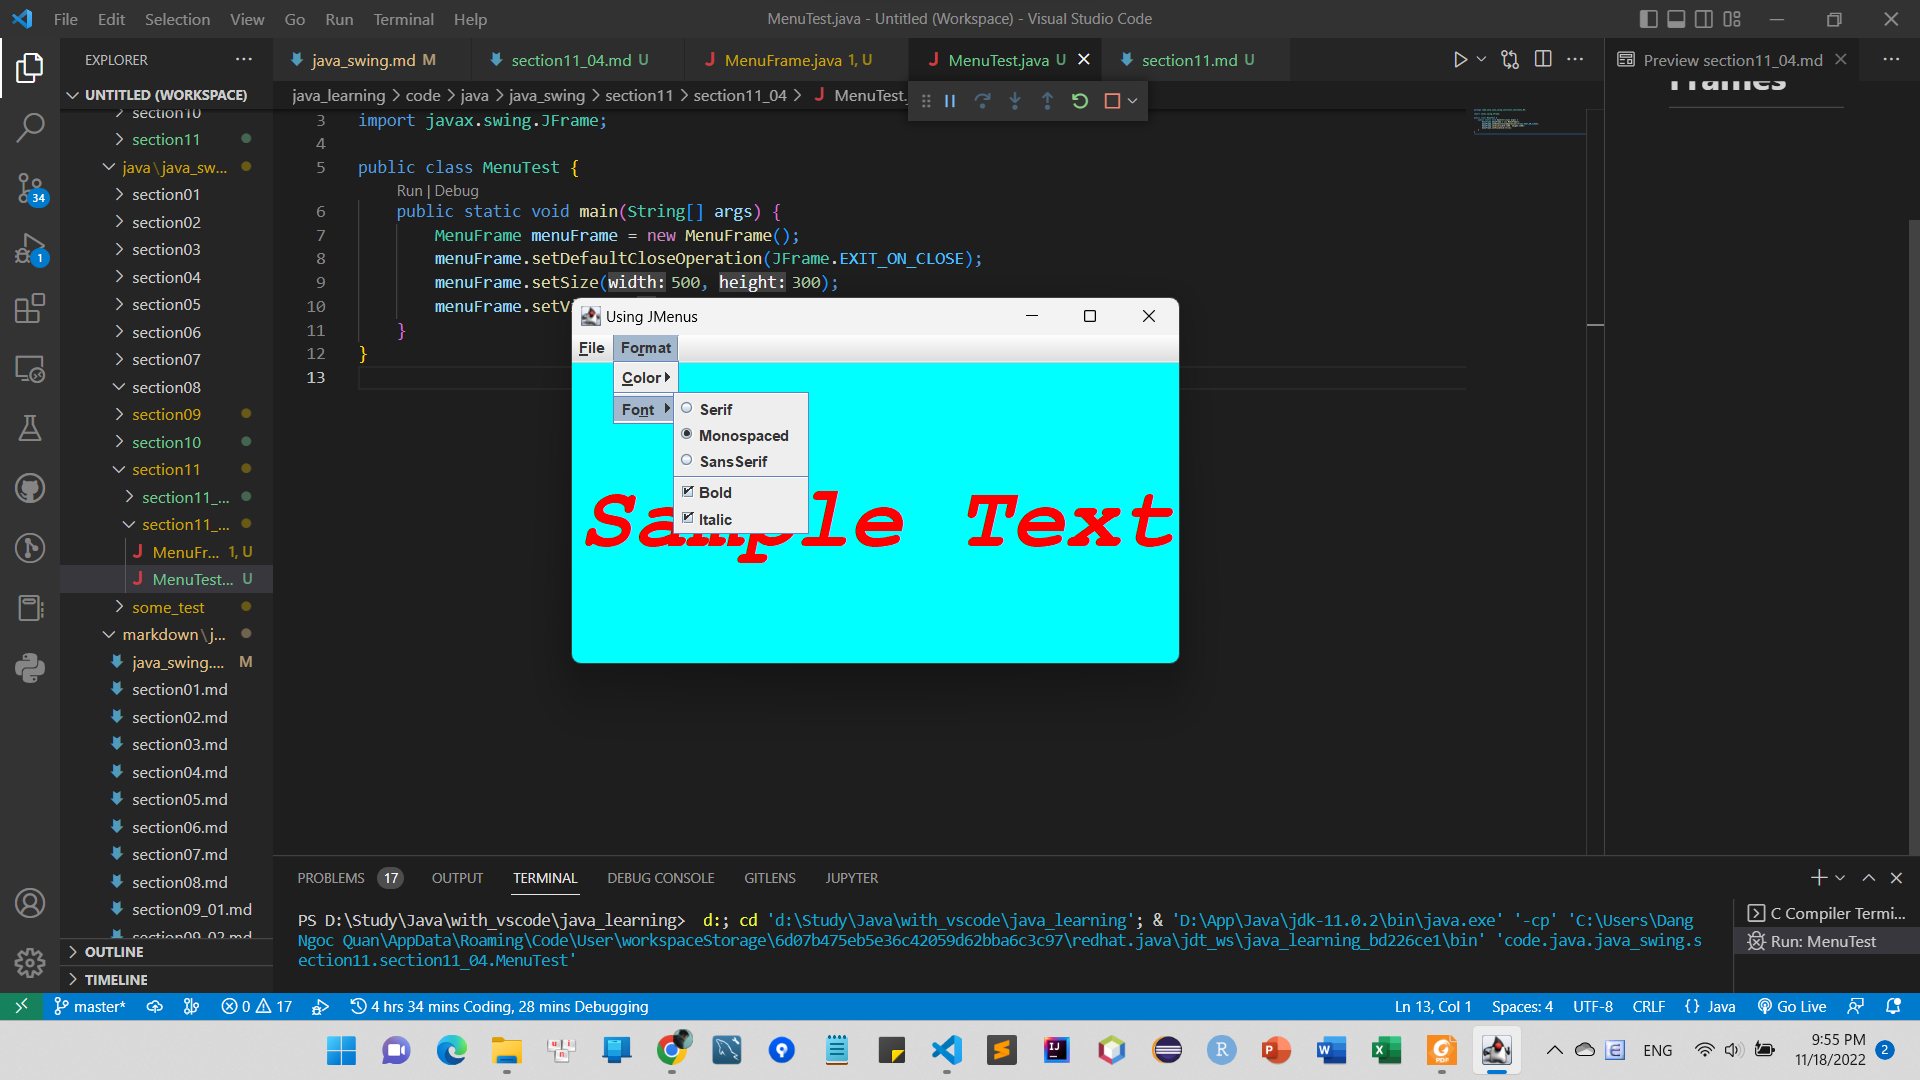 File Edit Selection View Go Run Terminal Help
MenuTest.java - Untitled (Workspace) - Visual Studio Code
EXPLORER
UNTITLED (WORKSPACE)
section10
section11
java\java_sw...
section01
section02
section03
section04
section05
section06
section07
section08
section09
section10
section11
section11_...
section11_...
MenuFr... 1, U
MenuTest... U
some_test
markdown\j...
java_swing.... M
section01.md
section02.md
section03.md
section04.md
section05.md
section06.md
section07.md
section08.md
section09_01.md
section09_02.md
OUTLINE
TIMELINE
34
1
java_swing.md M
section11_04.md U
MenuFrame.java 1, U
MenuTest.java U
section11.md U
Preview section11_04.md
java_learning > code > java > java_swing > section11 > section11_04 > MenuTest.
Frames
3 import javax.swing.JFrame;
4
5 public class MenuTest {
Run | Debug
6 public static void main(String[] args) {
7 MenuFrame menuFrame = new MenuFrame();
8 menuFrame.setDefaultCloseOperation(JFrame.EXIT_ON_CLOSE);
9 menuFrame.setSize(width: 500, height: 300);
10 menuFrame.setVi
11 }
12 }
13
Using JMenus
File Format
Color
Font
Serif
Monospaced
SansSerif
Bold
Italic
Sample Text
PROBLEMS 17 OUTPUT TERMINAL DEBUG CONSOLE GITLENS JUPYTER
PS D:\Study\Java\with_vscode\java_learning> d:; cd 'd:\Study\Java\with_vscode\java_learning'; & 'D:\App\Java\jdk-11.0.2\bin\java.exe' '-cp' 'C:\Users\Dang
Ngoc Quan\AppData\Roaming\Code\User\workspaceStorage\6d07b475eb5e36c42059d62bba6c3c97\redhat.java\jdt_ws\java_learning_bd226ce1\bin' 'code.java.java_swing.s
ection11.section11_04.MenuTest'
C Compiler Termi...
Run: MenuTest
master* 0 17 4 hrs 34 mins Coding, 28 mins Debugging
Ln 13, Col 1 Spaces: 4 UTF-8 CRLF {} Java Go Live
ENG
9:55 PM
11/18/2022
2